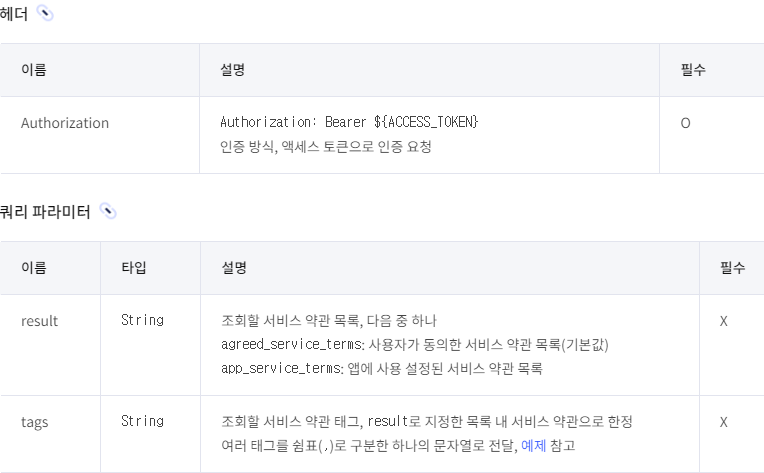 헤더
이름 설명 필수
Authorization Authorization: Bearer ${ACCESS_TOKEN} O
인증 방식, 액세스 토큰으로 인증 요청
쿼리 파라미터
이름 타입 설명 필수
result String 조회할 서비스 약관 목록, 다음 중 하나 X
agreed_service_terms: 사용자가 동의한 서비스 약관 목록(기본값)
app_service_terms: 앱에 사용 설정된 서비스 약관 목록
tags String 조회할 서비스 약관 태그, result로 지정한 목록 내 서비스 약관으로 한정 X
여러 태그를 쉼표(,)로 구분한 하나의 문자열로 전달, 예제 참고